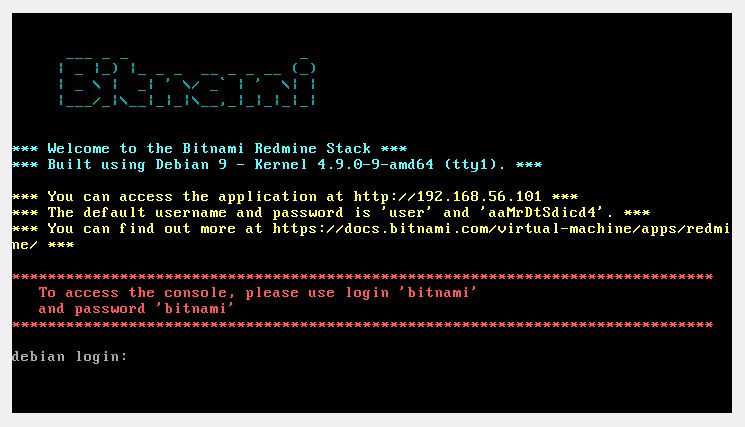 Bitnami
*** Welcome to the Bitnami Redmine Stack ***
*** Built using Debian 9 - Kernel 4.9.0-9-amd64 (tty1). ***
*** You can access the application at http://192.168.56.101 ***
*** The default username and password is 'user' and 'aaMrDtSdicd4'. ***
*** You can find out more at https://docs.bitnami.com/virtual-machine/apps/redmi
ne/ ***
******************************************************************************
To access the console, please use login 'bitnami'
and password 'bitnami'
******************************************************************************
debian login: